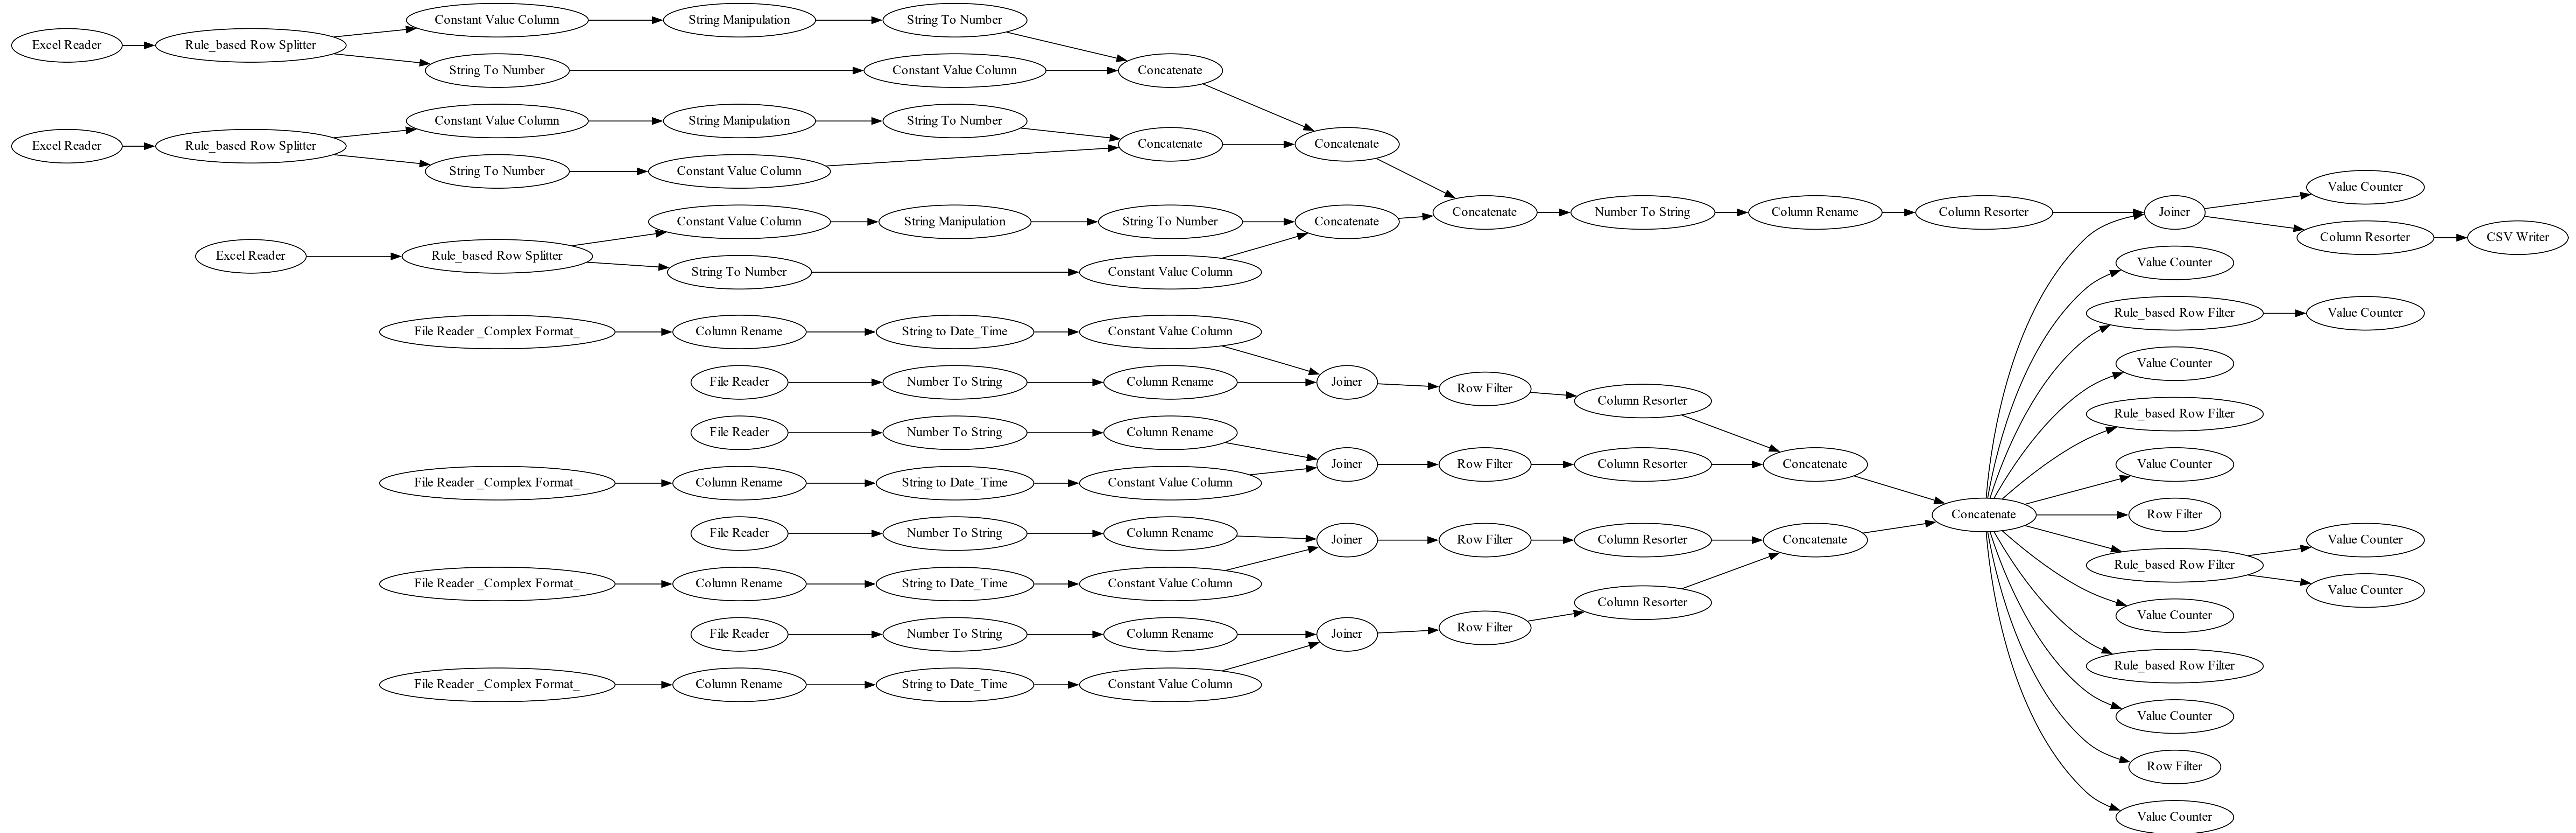 Constant Value Column
String Manipulation
String To Number
Excel Reader
Rule_based Row Splitter
String To Number
Constant Value Column
Concatenate
Constant Value Column
String Manipulation
String To Number
Excel Reader
Rule_based Row Splitter
Concatenate
Concatenate
String To Number
Constant Value Column
Value Counter
Concatenate
Number To String
Column Rename
Column Resorter
Joiner
Constant Value Column
String Manipulation
String To Number
Concatenate
Column Resorter
CSV Writer
Excel Reader
Rule_based Row Splitter
String To Number
Constant Value Column
Value Counter
Rule_based Row Filter
Value Counter
File Reader _Complex Format_
Column Rename
String to Date_Time
Constant Value Column
Value Counter
File Reader
Number To String
Column Rename
Joiner
Row Filter
Column Resorter
Rule_based Row Filter
File Reader
Number To String
Column Rename
Joiner
Row Filter
Column Resorter
Concatenate
Value Counter
File Reader _Complex Format_
Column Rename
String to Date_Time
Constant Value Column
Concatenate
Row Filter
File Reader
Number To String
Column Rename
Joiner
Row Filter
Column Resorter
Concatenate
Value Counter
Rule_based Row Filter
File Reader _Complex Format_
Column Rename
String to Date_Time
Constant Value Column
Value Counter
Column Resorter
Value Counter
File Reader
Number To String
Column Rename
Joiner
Row Filter
Rule_based Row Filter
File Reader _Complex Format_
Column Rename
String to Date_Time
Constant Value Column
Value Counter
Row Filter
Value Counter